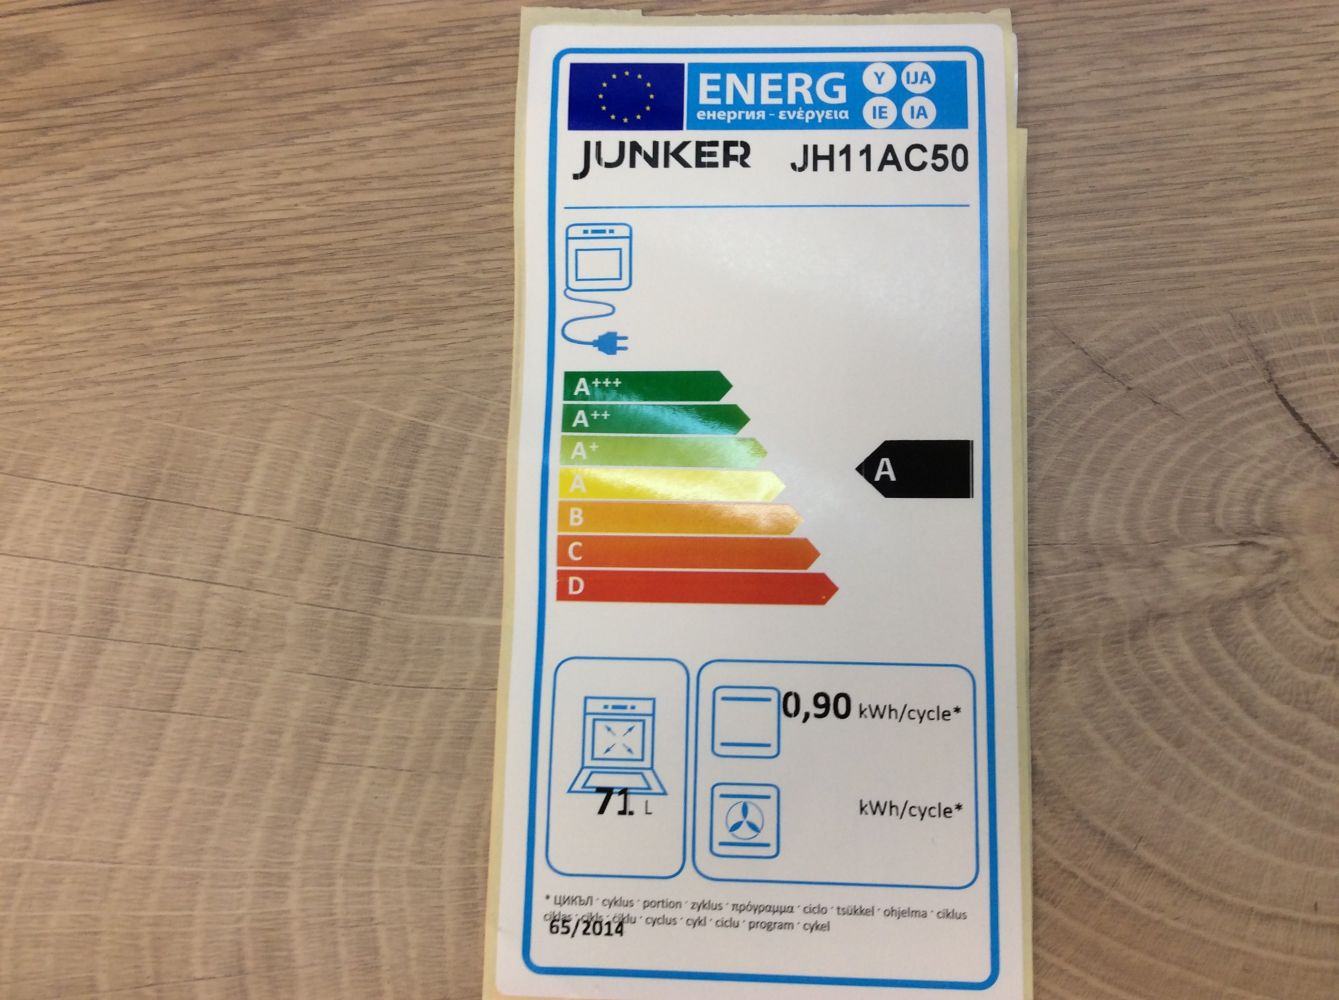 ENERG Y IJA
енергия - ενέργεια IE IA
JUNKER JH11AC50
A+++
A++
A+
A A
B
C
D
0,90 kWh/cycle*
71 L
kWh/cycle*
* ЦИКЪЛ · cyklus · portion · zyklus · πρόγραμμα · ciclo · tsükkel · ohjelma · ciklus
ciklas · cikls · ċiklu · cyclus · cykl · ciclu · program · cykel
65/2014